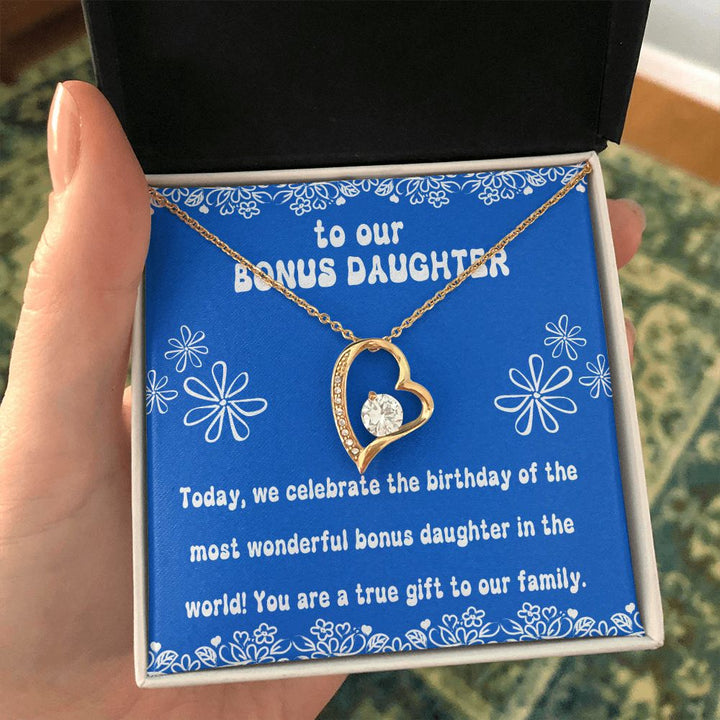 to our
BONUS DAUGHTER
Today, we celebrate the birthday of the
most wonderful bonus daughter in the
world! You are a true gift to our family.